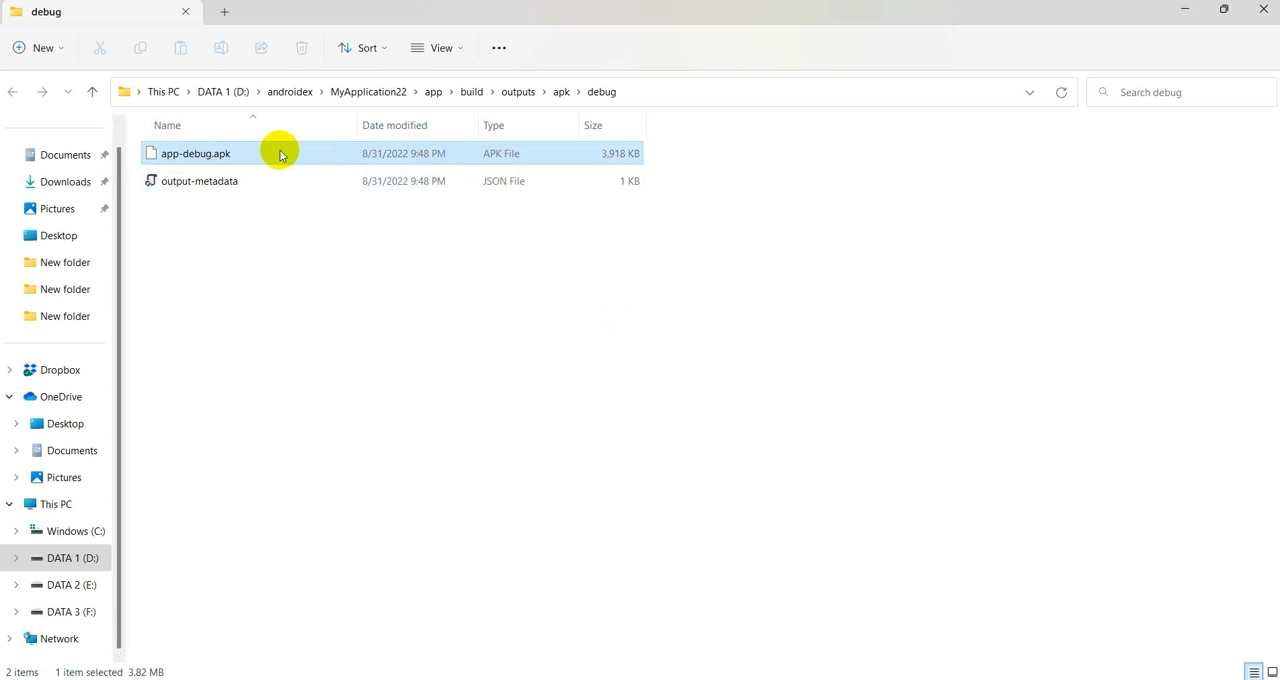 debug
New Sort View
This PC DATA 1 (D:) androidex MyApplication22 app build outputs apk debug Search debug
Name Date modified Type Size
app-debug.apk 8/31/2022 9:48 PM APK File 3,918 KB
output-metadata 8/31/2022 9:48 PM JSON File 1 KB
Documents
Downloads
Pictures
Desktop
New folder
New folder
New folder
Dropbox
OneDrive
Desktop
Documents
Pictures
This PC
Windows (C:)
DATA 1 (D:)
DATA 2 (E:)
DATA 3 (F:)
Network
2 items 1 item selected 3.82 MB